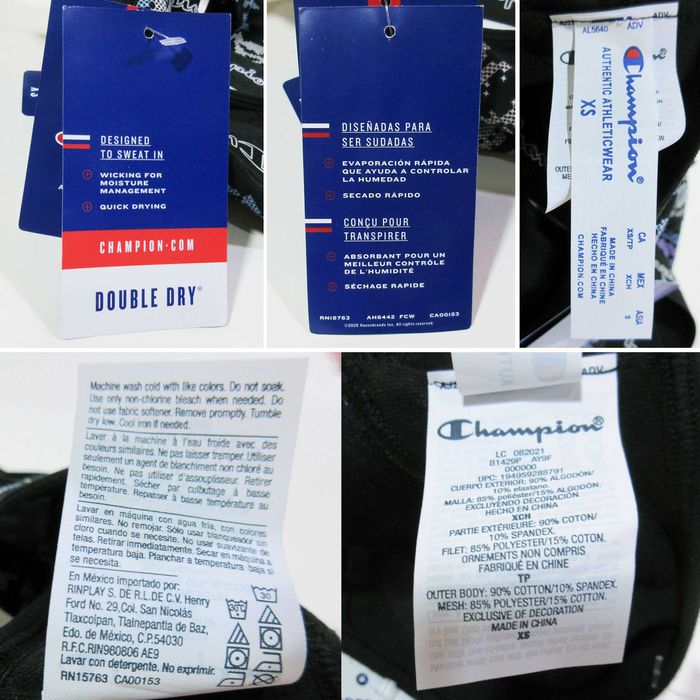 DESIGNED
TO SWEAT IN
WICKING FOR
MOISTURE
MANAGEMENT
QUICK DRYING
CHAMPION.COM
DOUBLE DRY®
DISEÑADAS PARA
SER SUDADAS
EVAPORACIÓN RÁPIDA
QUE AYUDA A CONTROLAR
LA HUMEDAD
SECADO RÁPIDO
CONÇU POUR
TRANSPIRER
ABSORBANT POUR UN
MEILLEUR CONTRÔLE
DE L'HUMIDITÉ
SÉCHAGE RAPIDE
RN15763 AH6442 FCW CA00153
©2020 Hanesbrands Inc. All Rights Reserved.
AL5640 ADV
Champion
AUTHENTIC ATHLETICWEAR
XS
CA MEX ASIA
XS/TP XCH S
MADE IN CHINA
FABRIQUÉ EN CHINE
HECHO EN CHINA
CHAMPION.COM
Machine wash cold with like colors. Do not soak.
Use only non-chlorine bleach when needed. Do
not use fabric softener. Remove promptly. Tumble
dry low. Cool iron if needed.
Laver à la machine à l'eau froide avec des
couleurs similaires. Ne pas laisser tremper. Utiliser
seulement un agent de blanchiment non chloré au
besoin. Ne pas utiliser d'assouplisseur. Retirer
rapidement. Sécher par culbutage à basse
température. Repasser à basse température au
besoin.
Lavar en máquina con agua fría, con colores
similares. No remojar. Sólo usar blanqueador sin
cloro cuando se necesite. No usar suavizante de
telas. Retirar inmediatamente. Secar en máquina a
temperatura baja. Planchar a temperatura baja si
se necesita.
En México importado por:
RINPLAY S. DE R.L.DE C.V. Henry
Ford No. 29,Col. San Nicolás
Tlaxcolpan, Tlalnepantla de Baz,
Edo. de México, C.P.54030
R.F.C.RIN980806 AE9
Lavar con detergente. No exprimir.
RN15763 CA00153
30°C
30
ADV
Champion
LC 082021
B1429P AY9F
000000
UPC: 194959288791
CUERPO EXTERIOR: 90% ALGODÓN/
10% elastano.
MALLA: 85% poliéster/15% ALGODÓN.
EXCLUYENDO DECORACIÓN
HECHO EN CHINA
XCH
PARTIE EXTÉRIEURE: 90% COTON/
10% SPANDEX.
FILET: 85% POLYESTER/15% COTON.
ORNEMENTS NON COMPRIS
FABRIQUÉ EN CHINE
TP
OUTER BODY: 90% COTTON/10% SPANDEX.
MESH: 85% POLYESTER/15% COTTON.
EXCLUSIVE OF DECORATION
MADE IN CHINA
XS